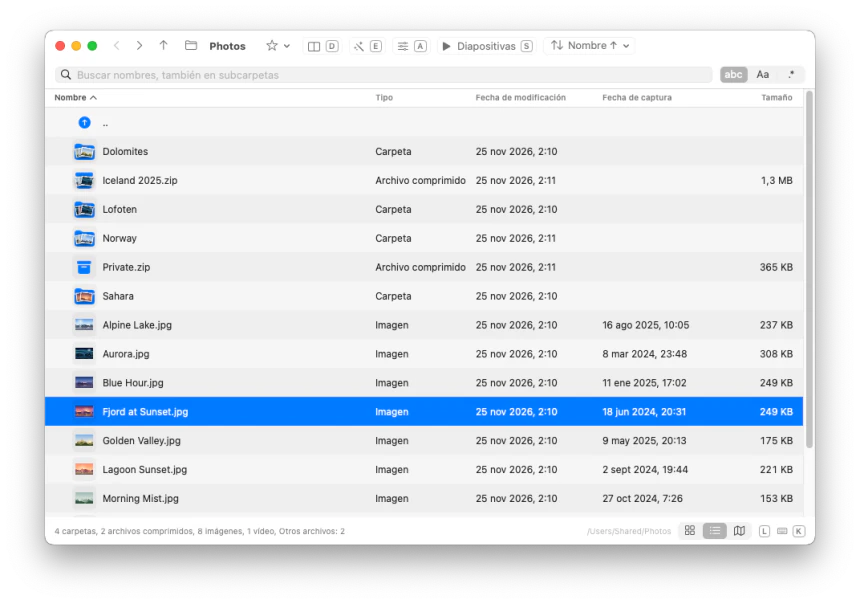 Photos D E A Diapositivas S Nombre
Buscar nombres, también en subcarpetas abc Aa .*
Nombre Tipo Fecha de modificación Fecha de captura Tamaño
..
Dolomites Carpeta 25 nov 2026, 2:10
Iceland 2025.zip Archivo comprimido 25 nov 2026, 2:11 1,3 MB
Lofoten Carpeta 25 nov 2026, 2:10
Norway Carpeta 25 nov 2026, 2:11
Private.zip Archivo comprimido 25 nov 2026, 2:11 365 KB
Sahara Carpeta 25 nov 2026, 2:10
Alpine Lake.jpg Imagen 25 nov 2026, 2:10 16 ago 2025, 10:05 237 KB
Aurora.jpg Imagen 25 nov 2026, 2:10 8 mar 2024, 23:48 308 KB
Blue Hour.jpg Imagen 25 nov 2026, 2:10 11 ene 2025, 17:02 249 KB
Fjord at Sunset.jpg Imagen 25 nov 2026, 2:10 18 jun 2024, 20:31 249 KB
Golden Valley.jpg Imagen 25 nov 2026, 2:10 9 may 2025, 20:13 175 KB
Lagoon Sunset.jpg Imagen 25 nov 2026, 2:10 2 sept 2024, 19:44 221 KB
Morning Mist.jpg Imagen 25 nov 2026, 2:10 27 oct 2024, 7:26 153 KB
4 carpetas, 2 archivos comprimidos, 8 imágenes, 1 vídeo, Otros archivos: 2 /Users/Shared/Photos L K